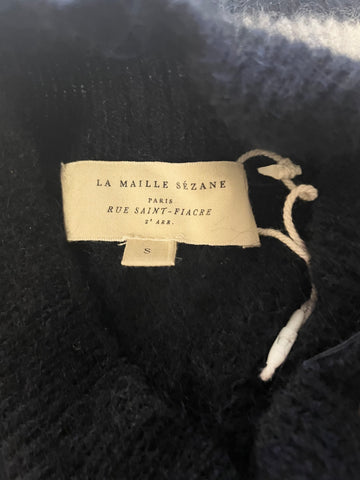 LA MAILLE SÉZANE
PARIS
RUE SAINT-FIACRE
2E ARR.
S